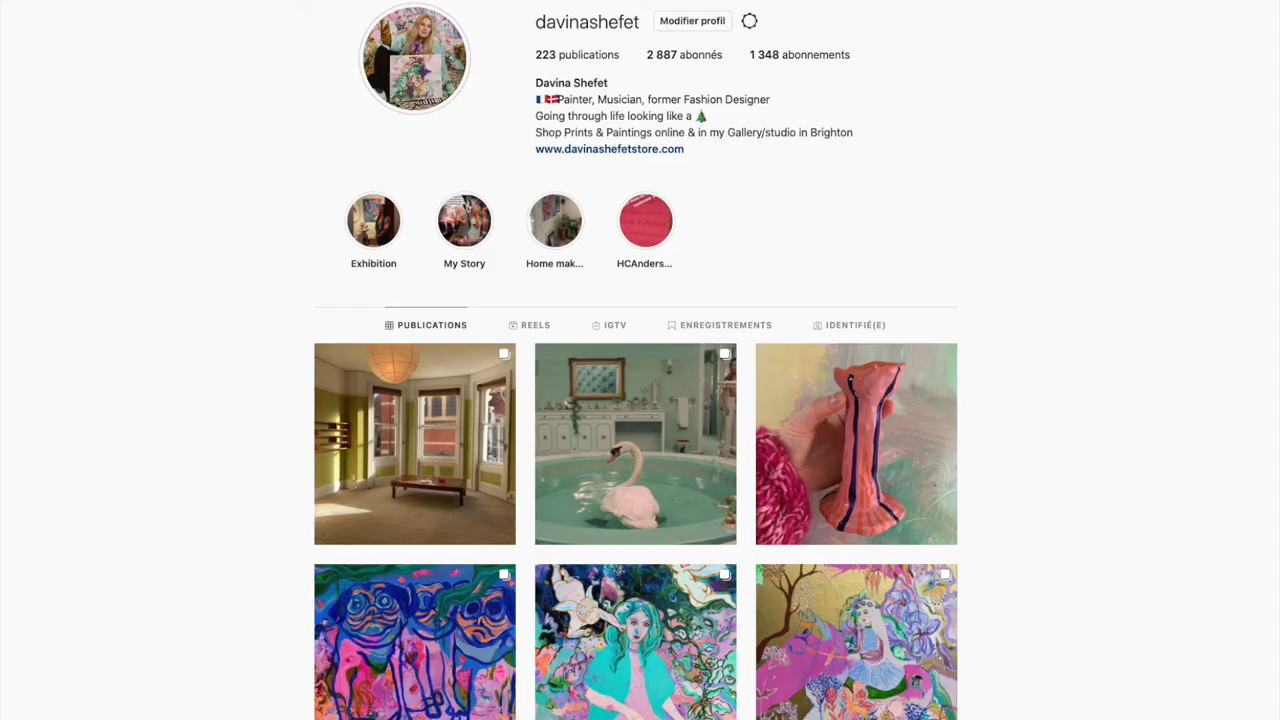 davinashefet Modifier profil
223 publications 2 887 abonnés 1 348 abonnements
Davina Shefet
🇫🇷🇩🇰Painter, Musician, former Fashion Designer
Going through life looking like a 🎄
Shop Prints & Paintings online & in my Gallery/studio in Brighton
www.davinashefetstore.com
Exhibition My Story Home mak... HCAnders...
PUBLICATIONS REELS IGTV ENREGISTREMENTS IDENTIFIÉ(E)